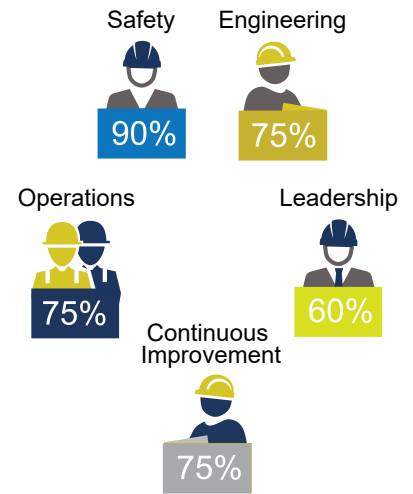 Safety
Engineering
90%
75%
Operations
Leadership
75%
60%
Continuous
Improvement
75%